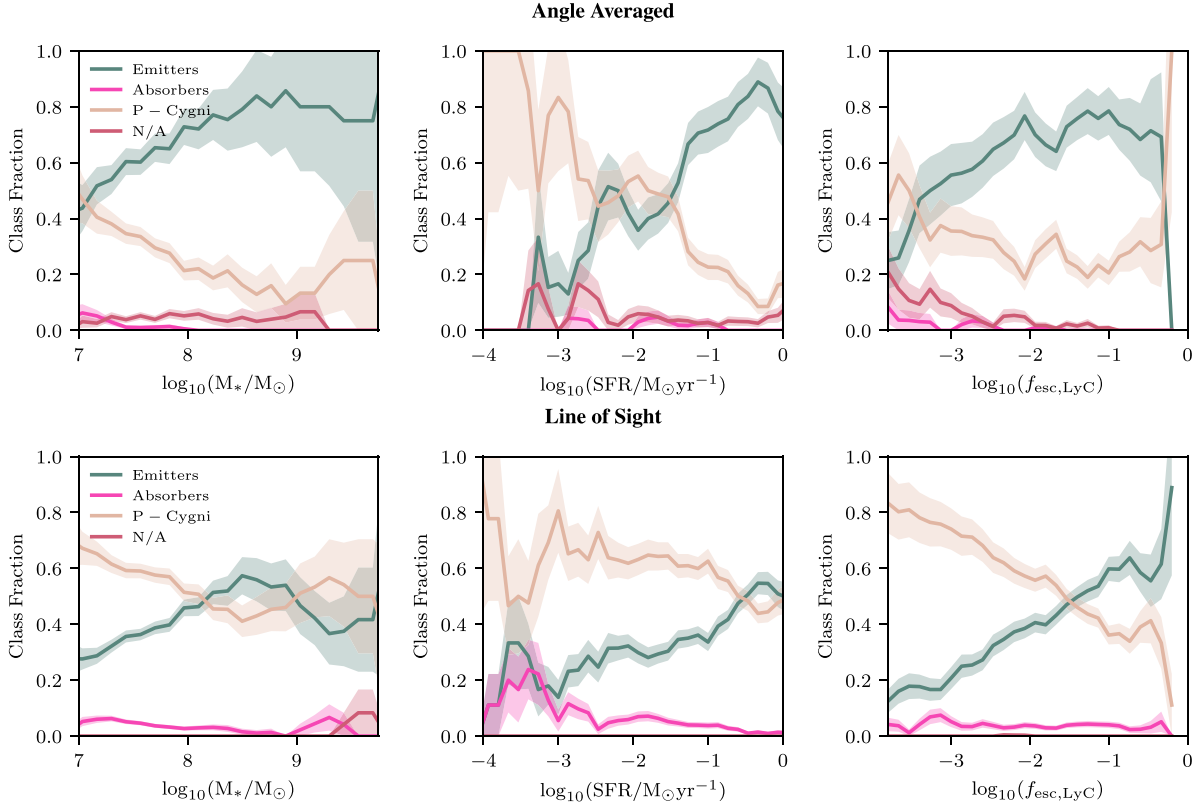 Angle Averaged
Class Fraction
1.0
0.8
0.6
0.4
0.2
0.0
Emitters
Absorbers
P − Cygni
N/A
7 8 9
log₁₀(M*/M☉)
Class Fraction
1.0
0.8
0.6
0.4
0.2
0.0
−4 −3 −2 −1 0
log₁₀(SFR/M☉yr⁻¹)
Class Fraction
1.0
0.8
0.6
0.4
0.2
0.0
−3 −2 −1 0
log₁₀(f_esc,LyC)
Line of Sight
Class Fraction
1.0
0.8
0.6
0.4
0.2
0.0
Emitters
Absorbers
P − Cygni
N/A
7 8 9
log₁₀(M*/M☉)
Class Fraction
1.0
0.8
0.6
0.4
0.2
0.0
−4 −3 −2 −1 0
log₁₀(SFR/M☉yr⁻¹)
Class Fraction
1.0
0.8
0.6
0.4
0.2
0.0
−3 −2 −1 0
log₁₀(f_esc,LyC)